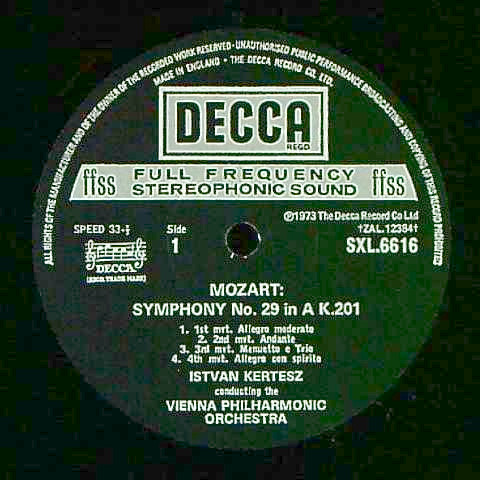 ALL RIGHTS OF THE MANUFACTURER AND OF THE OWNER OF THE RECORDED WORK RESERVED · UNAUTHORISED PUBLIC PERFORMANCE BROADCASTING AND COPYING OF THIS RECORD PROHIBITED
MADE IN ENGLAND · THE DECCA RECORD CO. LTD.
DECCA
REGD
ffss FULL FREQUENCY ffss
STEREOPHONIC SOUND
℗1973 The Decca Record Co Ltd
SPEED 33-⅓ Side †ZAL.12384†
1 SXL.6616
DECCA
(REGD. TRADE MARK)
MOZART:
SYMPHONY No. 29 in A K.201
1. 1st mvt. Allegro moderato
2. 2nd mvt. Andante
3. 3rd mvt. Menuetto e Trio
4. 4th mvt. Allegro con spirito
ISTVAN KERTESZ
conducting the
VIENNA PHILHARMONIC
ORCHESTRA